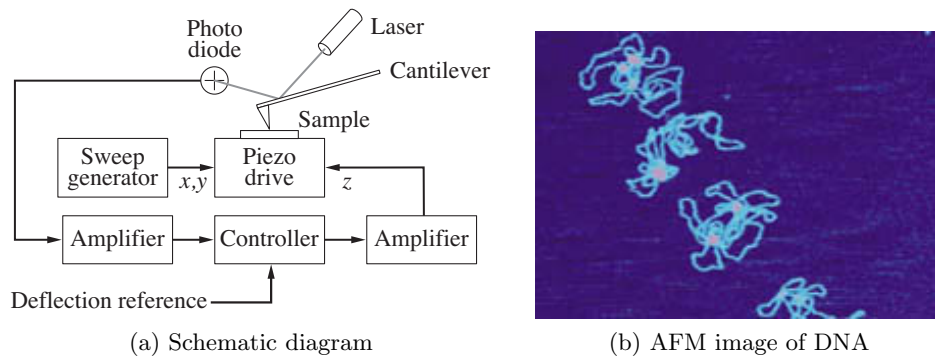 Photo
diode
Laser
Cantilever
Sample
Sweep
generator
x,y
Piezo
drive
z
Amplifier
Controller
Amplifier
Deflection reference
(a) Schematic diagram
(b) AFM image of DNA